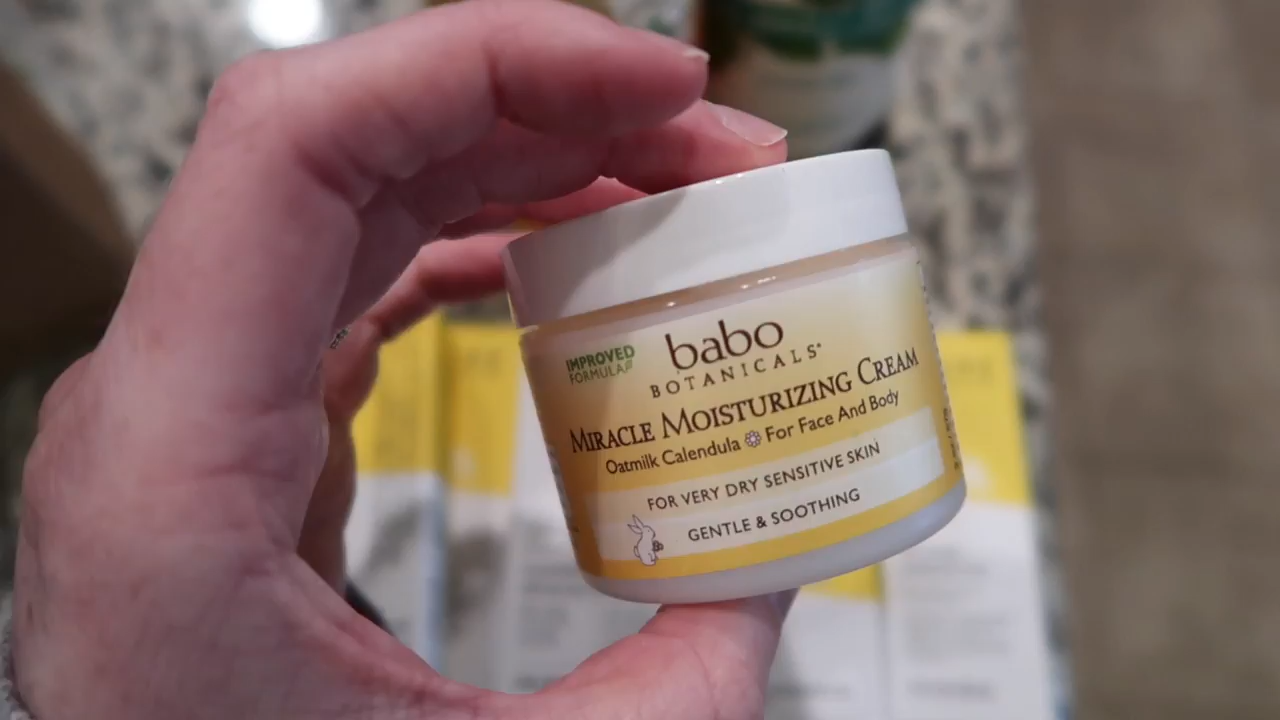 IMPROVED
FORMULA
babo
BOTANICALS
MIRACLE MOISTURIZING CREAM
Oatmilk Calendula For Face And Body
FOR VERY DRY SENSITIVE SKIN
GENTLE & SOOTHING